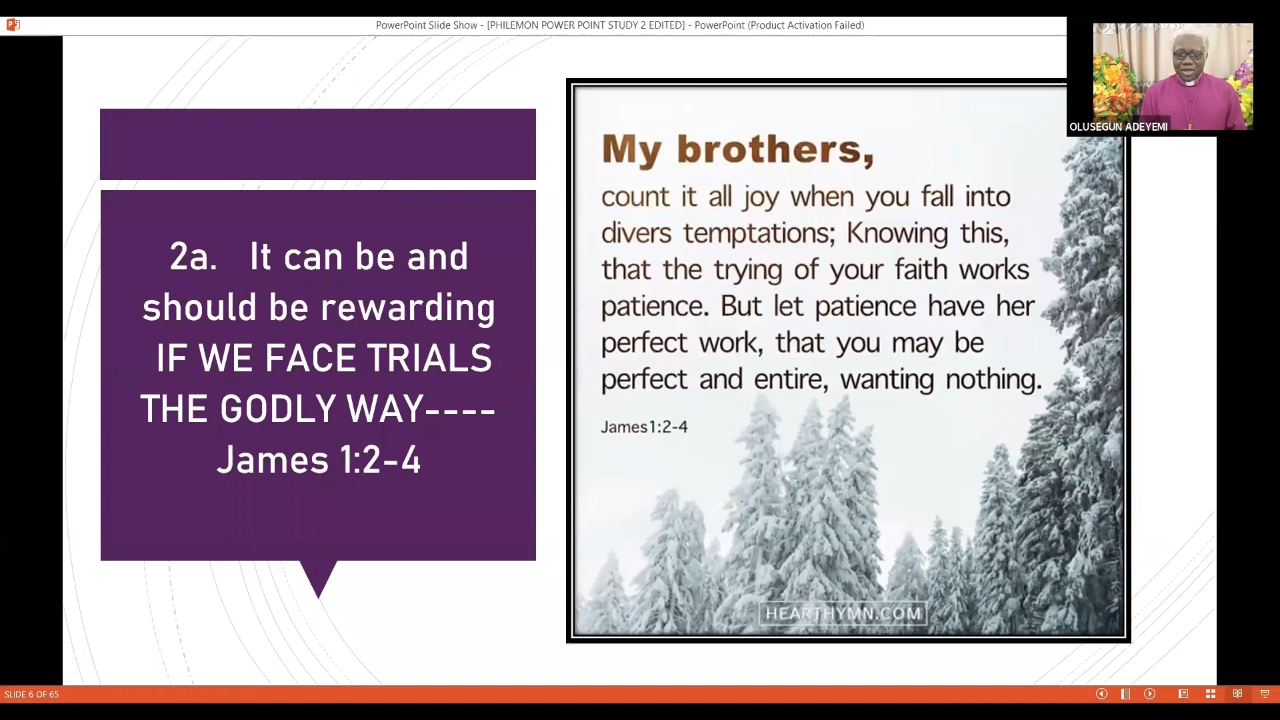 PowerPoint Slide Show - [PHILEMON POWER POINT STUDY 2 EDITED] - PowerPoint (Product Activation Failed)
OLUSEGUN ADEYEMI
2a. It can be and
should be rewarding
IF WE FACE TRIALS
THE GODLY WAY----
James 1:2-4
My brothers,
count it all joy when you fall into
divers temptations; Knowing this,
that the trying of your faith works
patience. But let patience have her
perfect work, that you may be
perfect and entire, wanting nothing.
James1:2-4
HEARTHYMN.COM
SLIDE 6 OF 65